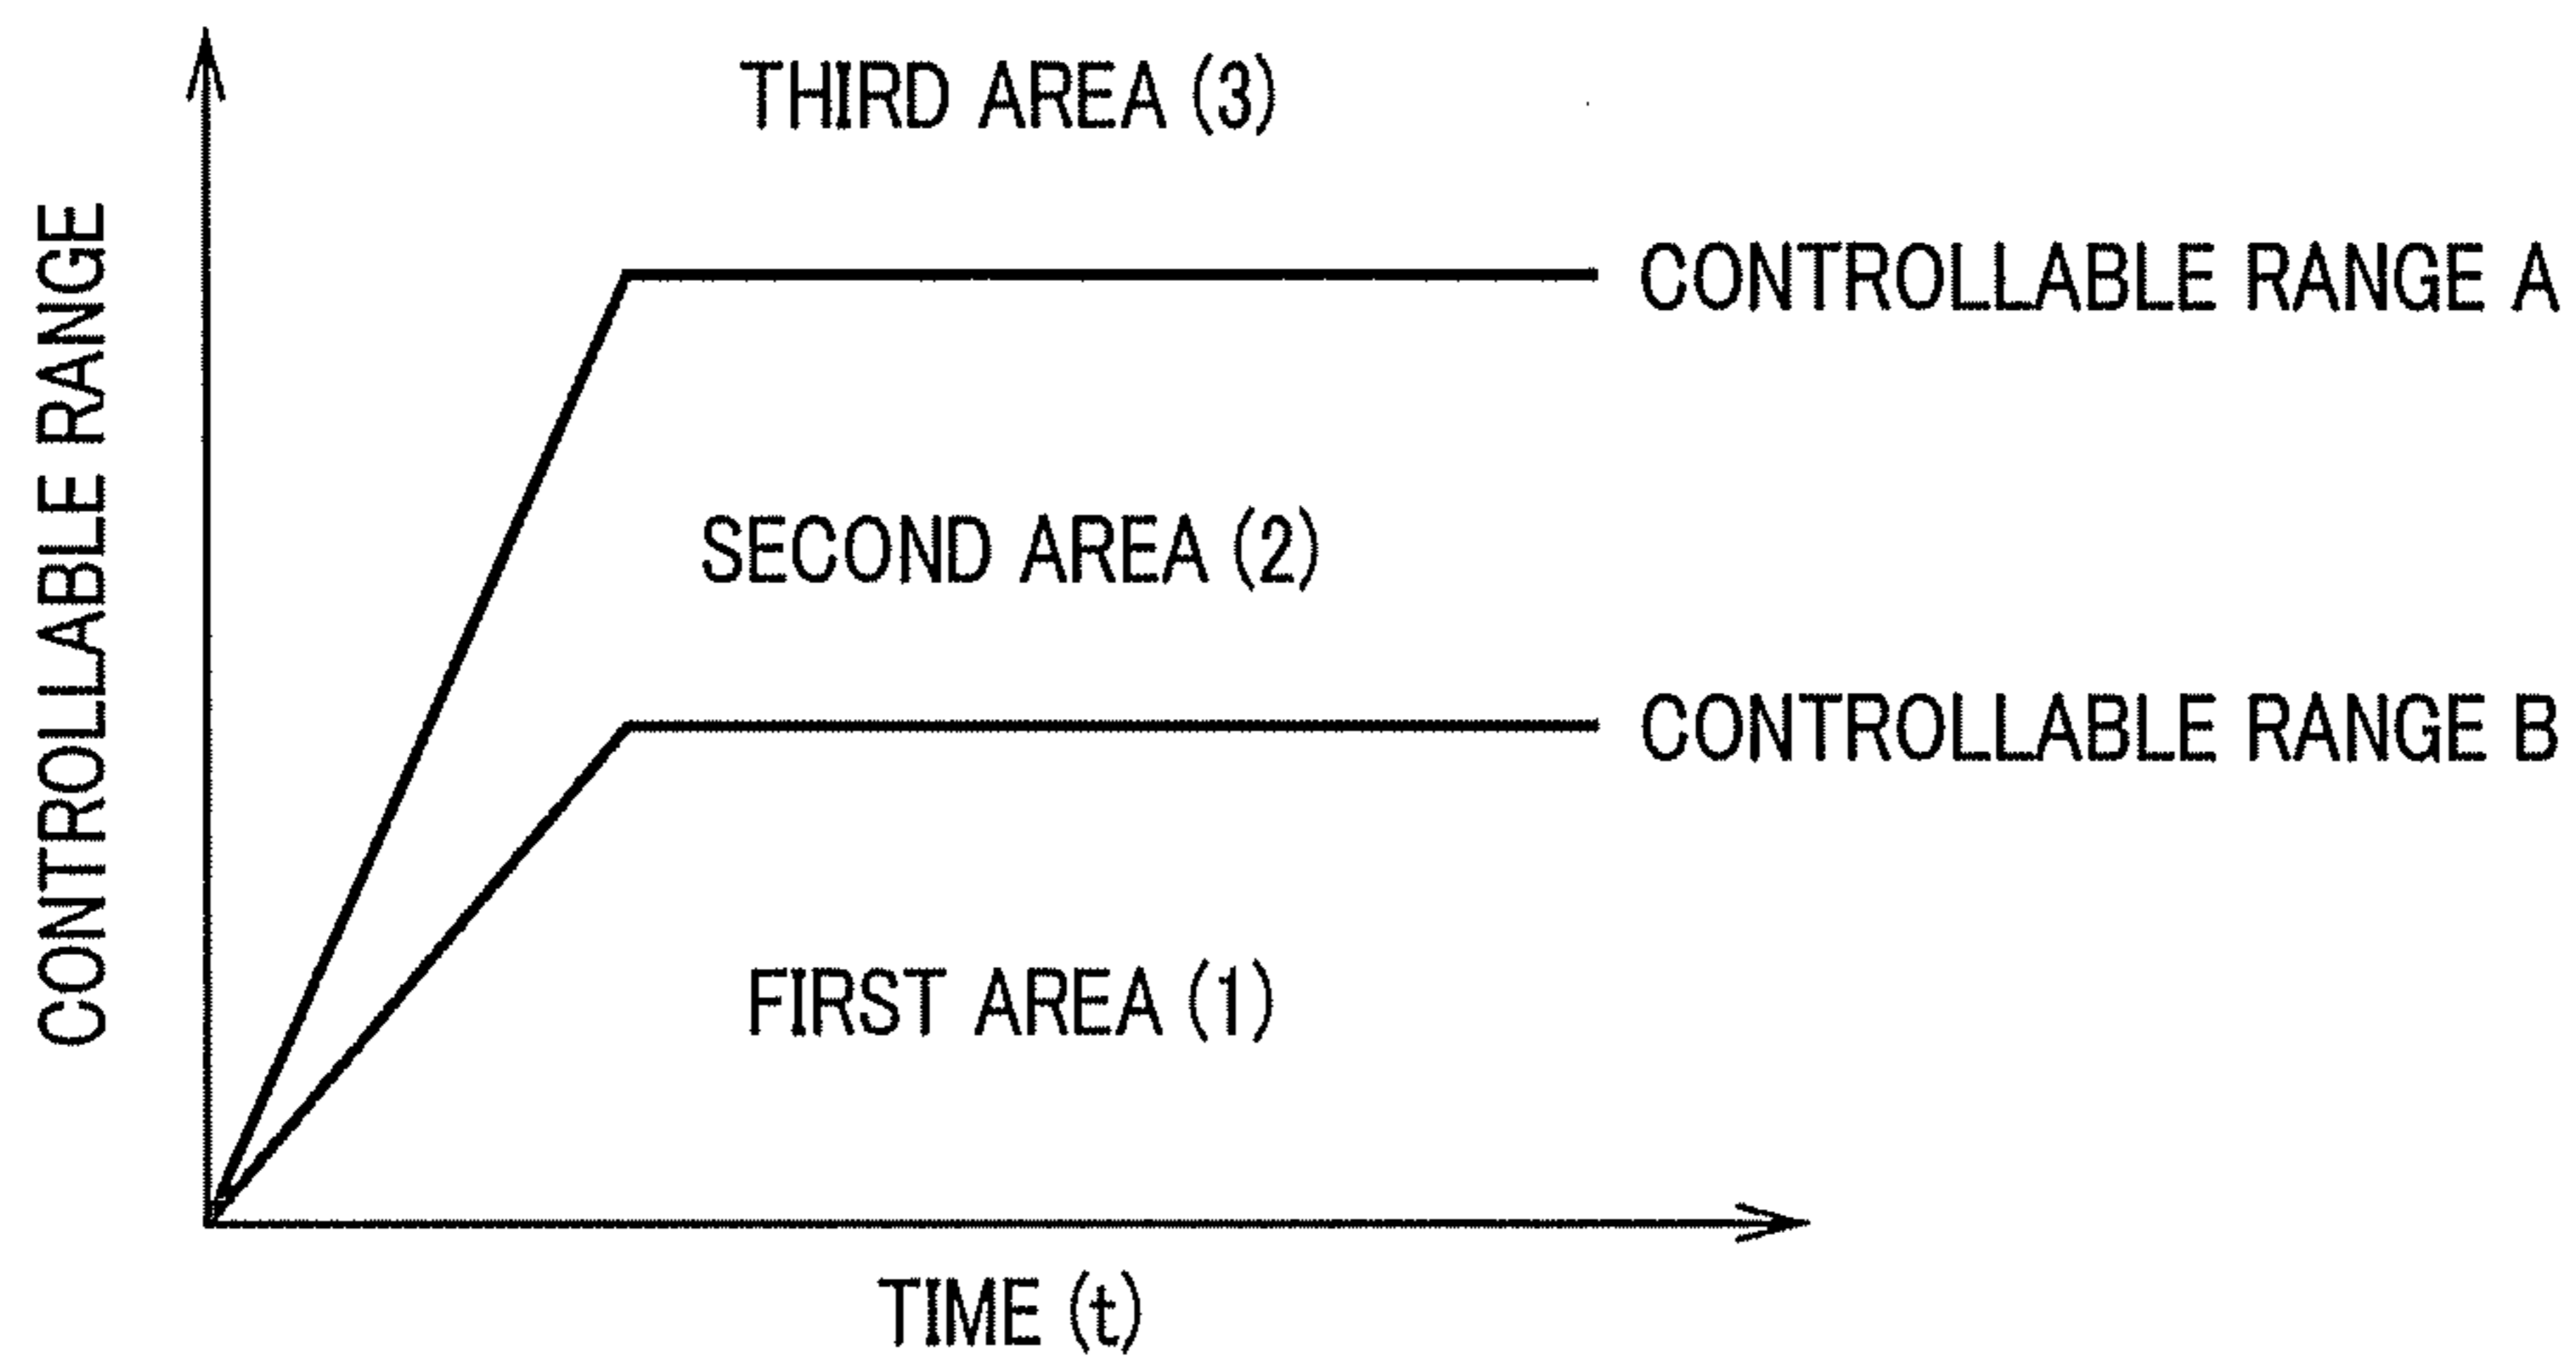 THIRD AREA (3)
CONTROLLABLE RANGE A
CONTROLLABLE RANGE
SECOND AREA (2)
CONTROLLABLE RANGE B
FIRST AREA (1)
TIME (t)